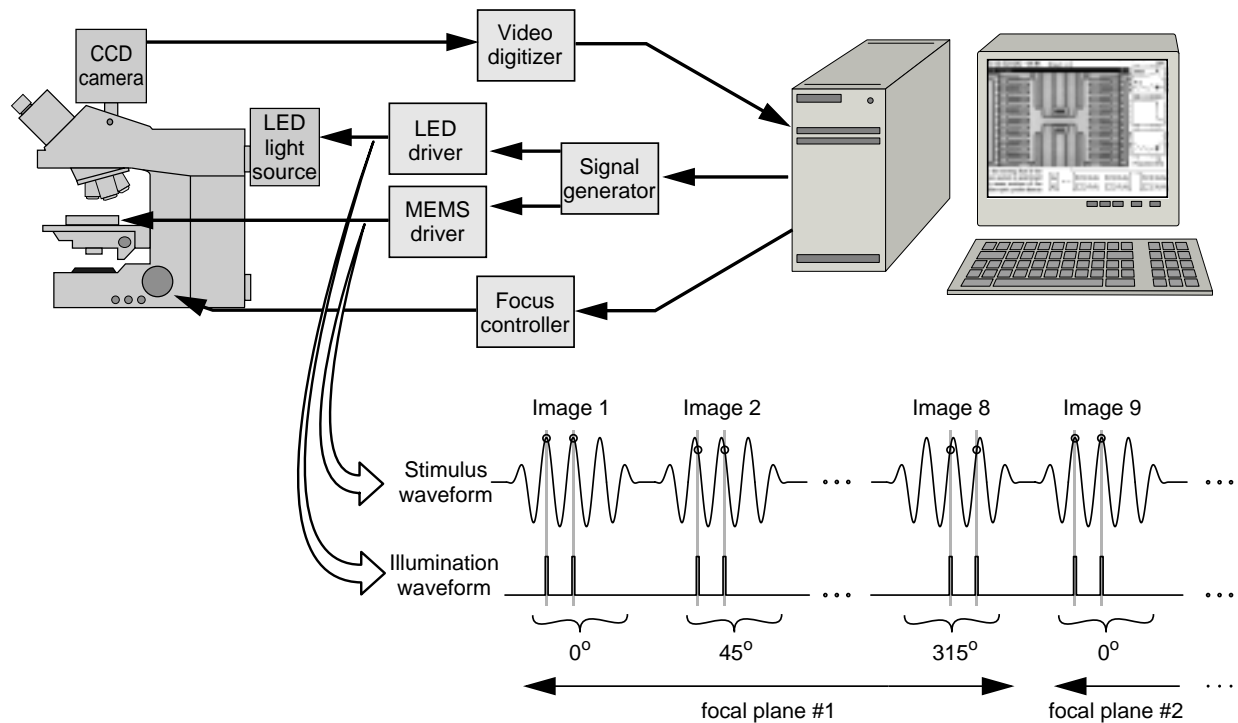 CCD
camera
Video
digitizer
LED
light
source
LED
driver
Signal
generator
MEMS
driver
Focus
controller
Image 1
Image 2
Image 8
Image 9
Stimulus
waveform
Illumination
waveform
0°
45°
315°
0°
focal plane #1
focal plane #2